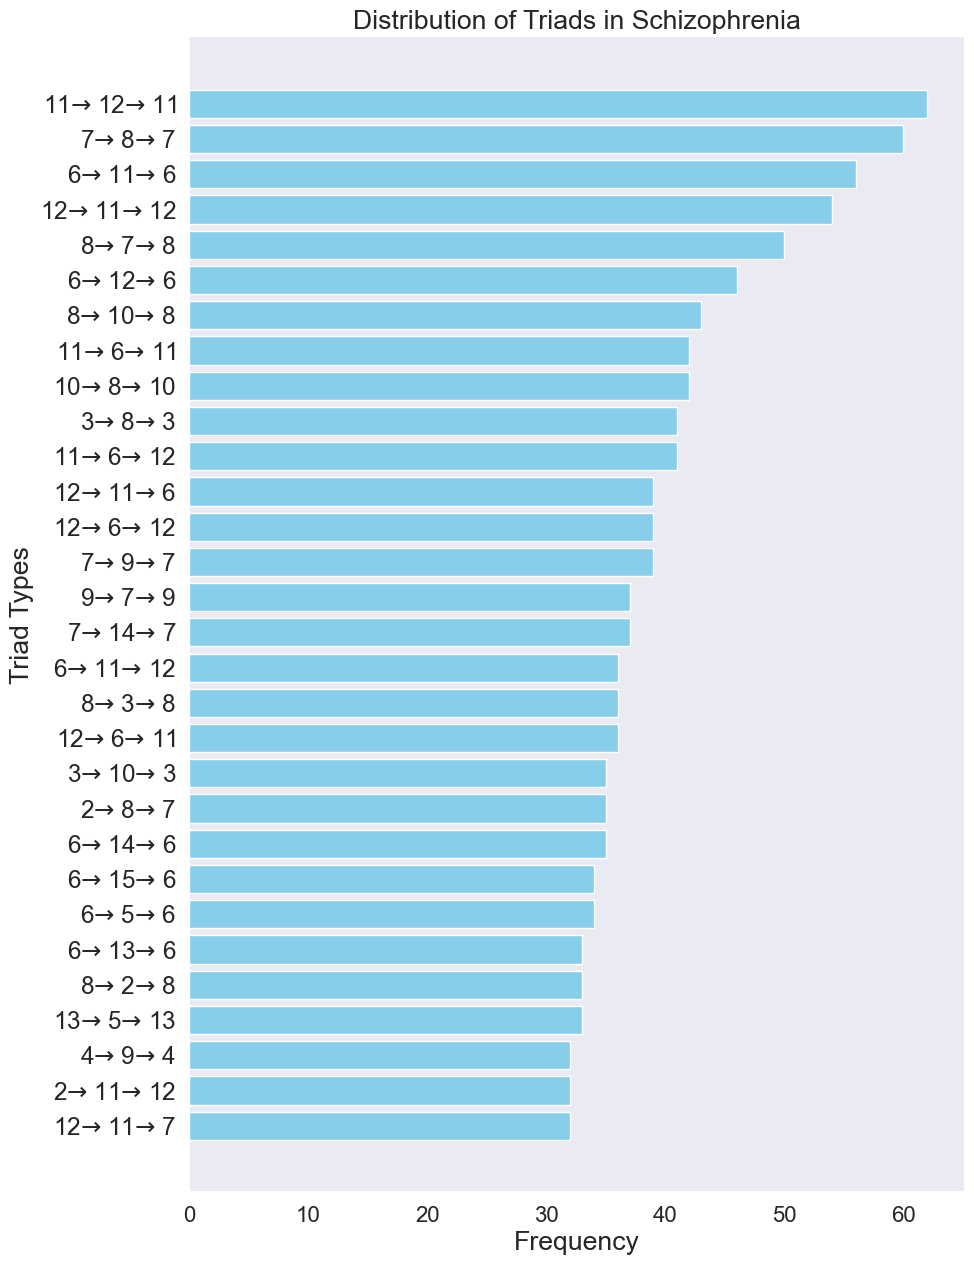 Distribution of Triads in Schizophrenia
11→ 12→ 11
7→ 8→ 7
6→ 11→ 6
12→ 11→ 12
8→ 7→ 8
6→ 12→ 6
8→ 10→ 8
11→ 6→ 11
10→ 8→ 10
3→ 8→ 3
11→ 6→ 12
12→ 11→ 6
12→ 6→ 12
7→ 9→ 7
9→ 7→ 9
7→ 14→ 7
6→ 11→ 12
8→ 3→ 8
12→ 6→ 11
3→ 10→ 3
2→ 8→ 7
6→ 14→ 6
6→ 15→ 6
6→ 5→ 6
6→ 13→ 6
8→ 2→ 8
13→ 5→ 13
4→ 9→ 4
2→ 11→ 12
12→ 11→ 7
Triad Types
0 10 20 30 40 50 60
Frequency